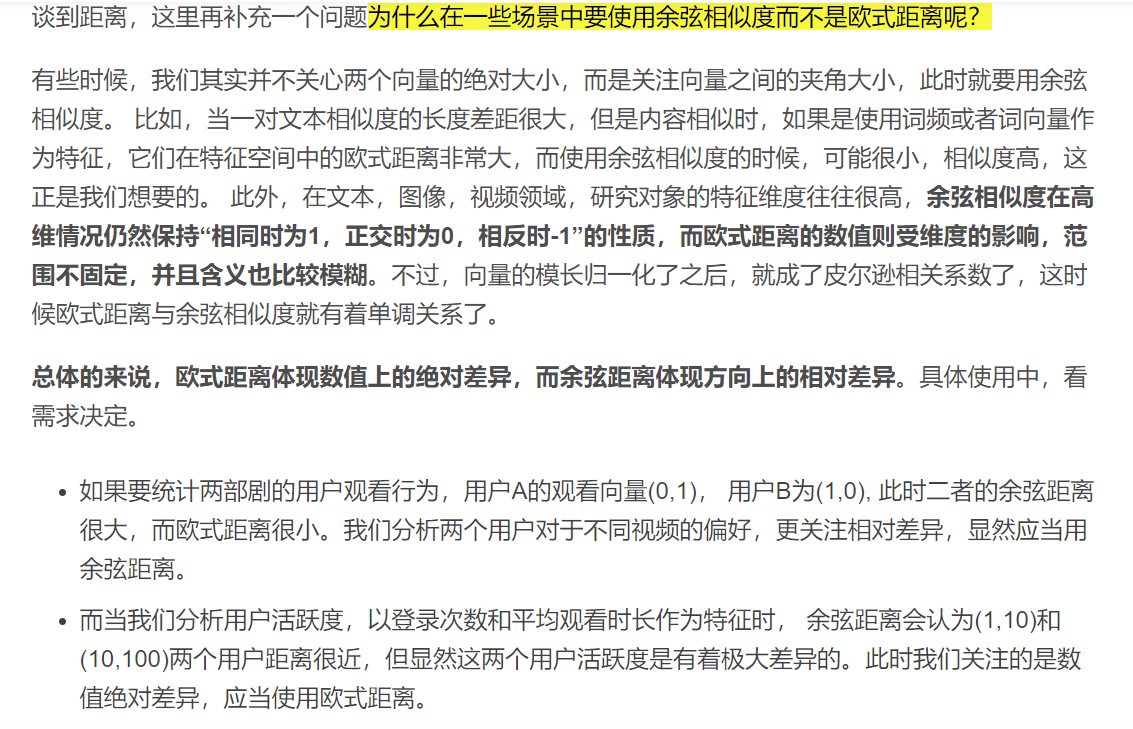 谈到距离，这里再补充一个问题为什么在一些场景中要使用余弦相似度而不是欧式距离呢？
有些时候，我们其实并不关心两个向量的绝对大小，而是关注向量之间的夹角大小，此时就要用余弦
相似度。 比如，当一对文本相似度的长度差距很大，但是内容相似时，如果是使用词频或者词向量作
为特征，它们在特征空间中的欧式距离非常大，而使用余弦相似度的时候，可能很小，相似度高，这
正是我们想要的。 此外，在文本，图像，视频领域，研究对象的特征维度往往很高，余弦相似度在高
维情况仍然保持“相同时为1，正交时为0，相反时-1”的性质，而欧式距离的数值则受维度的影响，范
围不固定，并且含义也比较模糊。不过，向量的模长归一化了之后，就成了皮尔逊相关系数了，这时
候欧式距离与余弦相似度就有着单调关系了。
总体的来说，欧式距离体现数值上的绝对差异，而余弦距离体现方向上的相对差异。具体使用中，看
需求决定。
• 如果要统计两部剧的用户观看行为，用户A的观看向量(0,1)， 用户B为(1,0), 此时二者的余弦距离
很大，而欧式距离很小。我们分析两个用户对于不同视频的偏好，更关注相对差异，显然应当用
余弦距离。
• 而当我们分析用户活跃度，以登录次数和平均观看时长作为特征时， 余弦距离会认为(1,10)和
(10,100)两个用户距离很近，但显然这两个用户活跃度是有着极大差异的。此时我们关注的是数
值绝对差异，应当使用欧式距离。